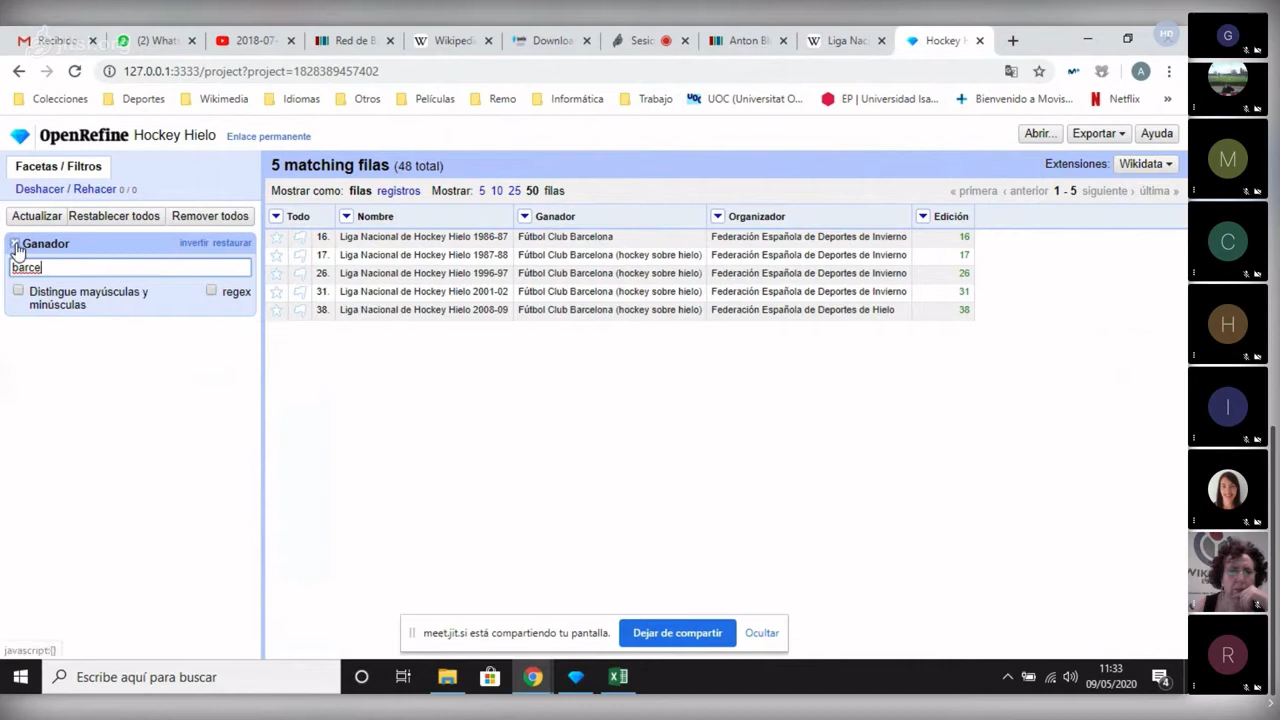 jitsi.org
Recibidos
(2) Whats
2018-07-
Red de B
Wikiped
Downloa
Sesic
Anton Bl
Liga Nac
Hockey H
HD
127.0.0.1:3333/project?project=1828389457402
A
Colecciones
Deportes
Wikimedia
Idiomas
Otros
Películas
Remo
Informática
Trabajo
UOC (Universitat O...
EP | Universidad Isa...
Bienvenido a Movis...
Netflix
»
OpenRefine Hockey Hielo Enlace permanente
Abrir... Exportar Ayuda
Facetas / Filtros
5 matching filas (48 total)
Extensiones: Wikidata
Deshacer / Rehacer 0 / 0
Mostrar como: filas registros Mostrar: 5 10 25 50 filas
« primera ‹ anterior 1 - 5 siguiente › última »
Actualizar Restablecer todos Remover todos
Todo Nombre Ganador Organizador Edición
Ganador invertir restaurar
barce
Distingue mayúsculas y
minúsculas
regex
16. Liga Nacional de Hockey Hielo 1986-87 Fútbol Club Barcelona Federación Española de Deportes de Invierno 16
17. Liga Nacional de Hockey Hielo 1987-88 Fútbol Club Barcelona (hockey sobre hielo) Federación Española de Deportes de Invierno 17
26. Liga Nacional de Hockey Hielo 1996-97 Fútbol Club Barcelona (hockey sobre hielo) Federación Española de Deportes de Invierno 26
31. Liga Nacional de Hockey Hielo 2001-02 Fútbol Club Barcelona (hockey sobre hielo) Federación Española de Deportes de Invierno 31
38. Liga Nacional de Hockey Hielo 2008-09 Fútbol Club Barcelona (hockey sobre hielo) Federación Española de Deportes de Hielo 38
meet.jit.si está compartiendo tu pantalla. Dejar de compartir Ocultar
javascript:{}
Escribe aquí para buscar
11:33
09/05/2020
4
G
M
C
H
I
WIK
R